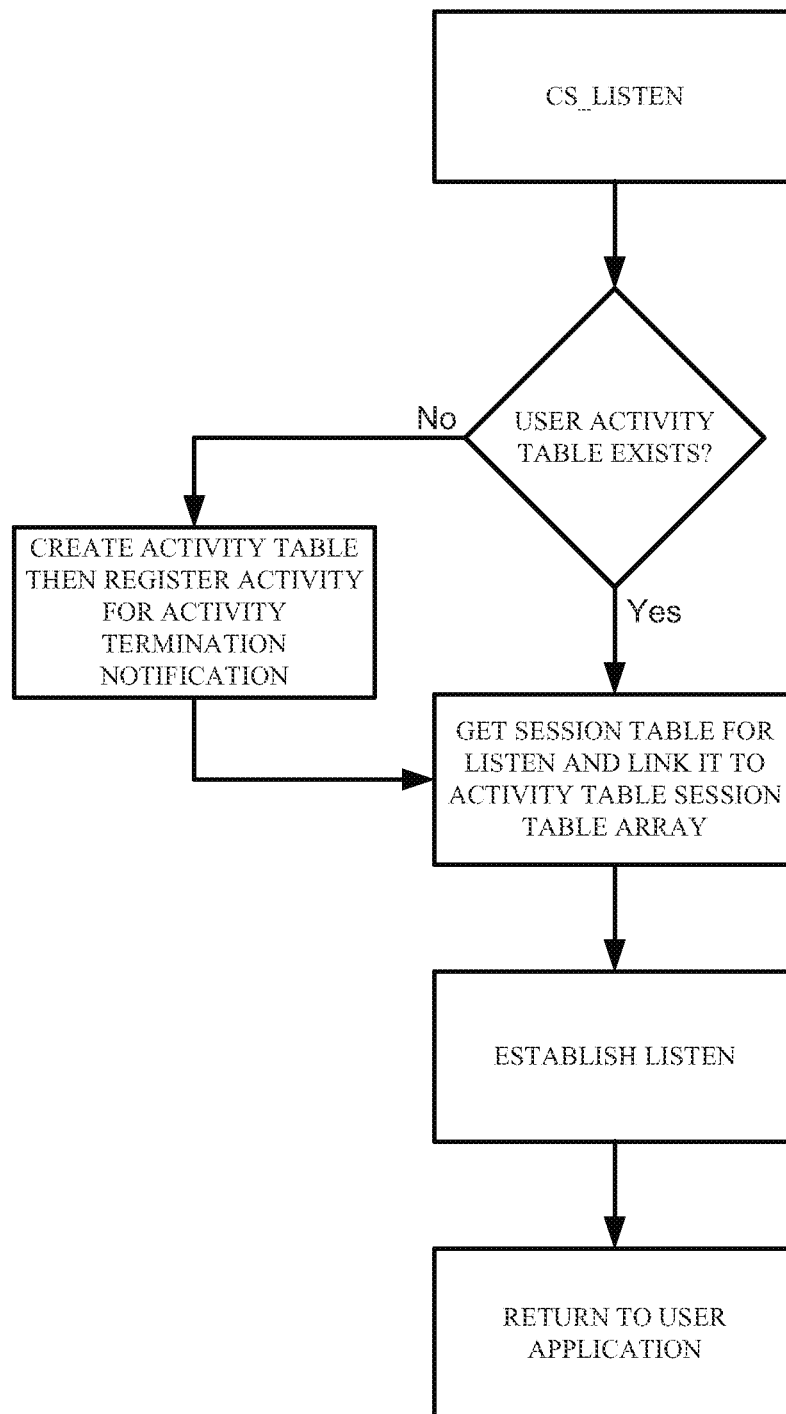 CS_LISTEN
No
USER ACTIVITY
TABLE EXISTS?
CREATE ACTIVITY TABLE
THEN REGISTER ACTIVITY
FOR ACTIVITY
TERMINATION
NOTIFICATION
Yes
GET SESSION TABLE FOR
LISTEN AND LINK IT TO
ACTIVITY TABLE SESSION
TABLE ARRAY
ESTABLISH LISTEN
RETURN TO USER
APPLICATION